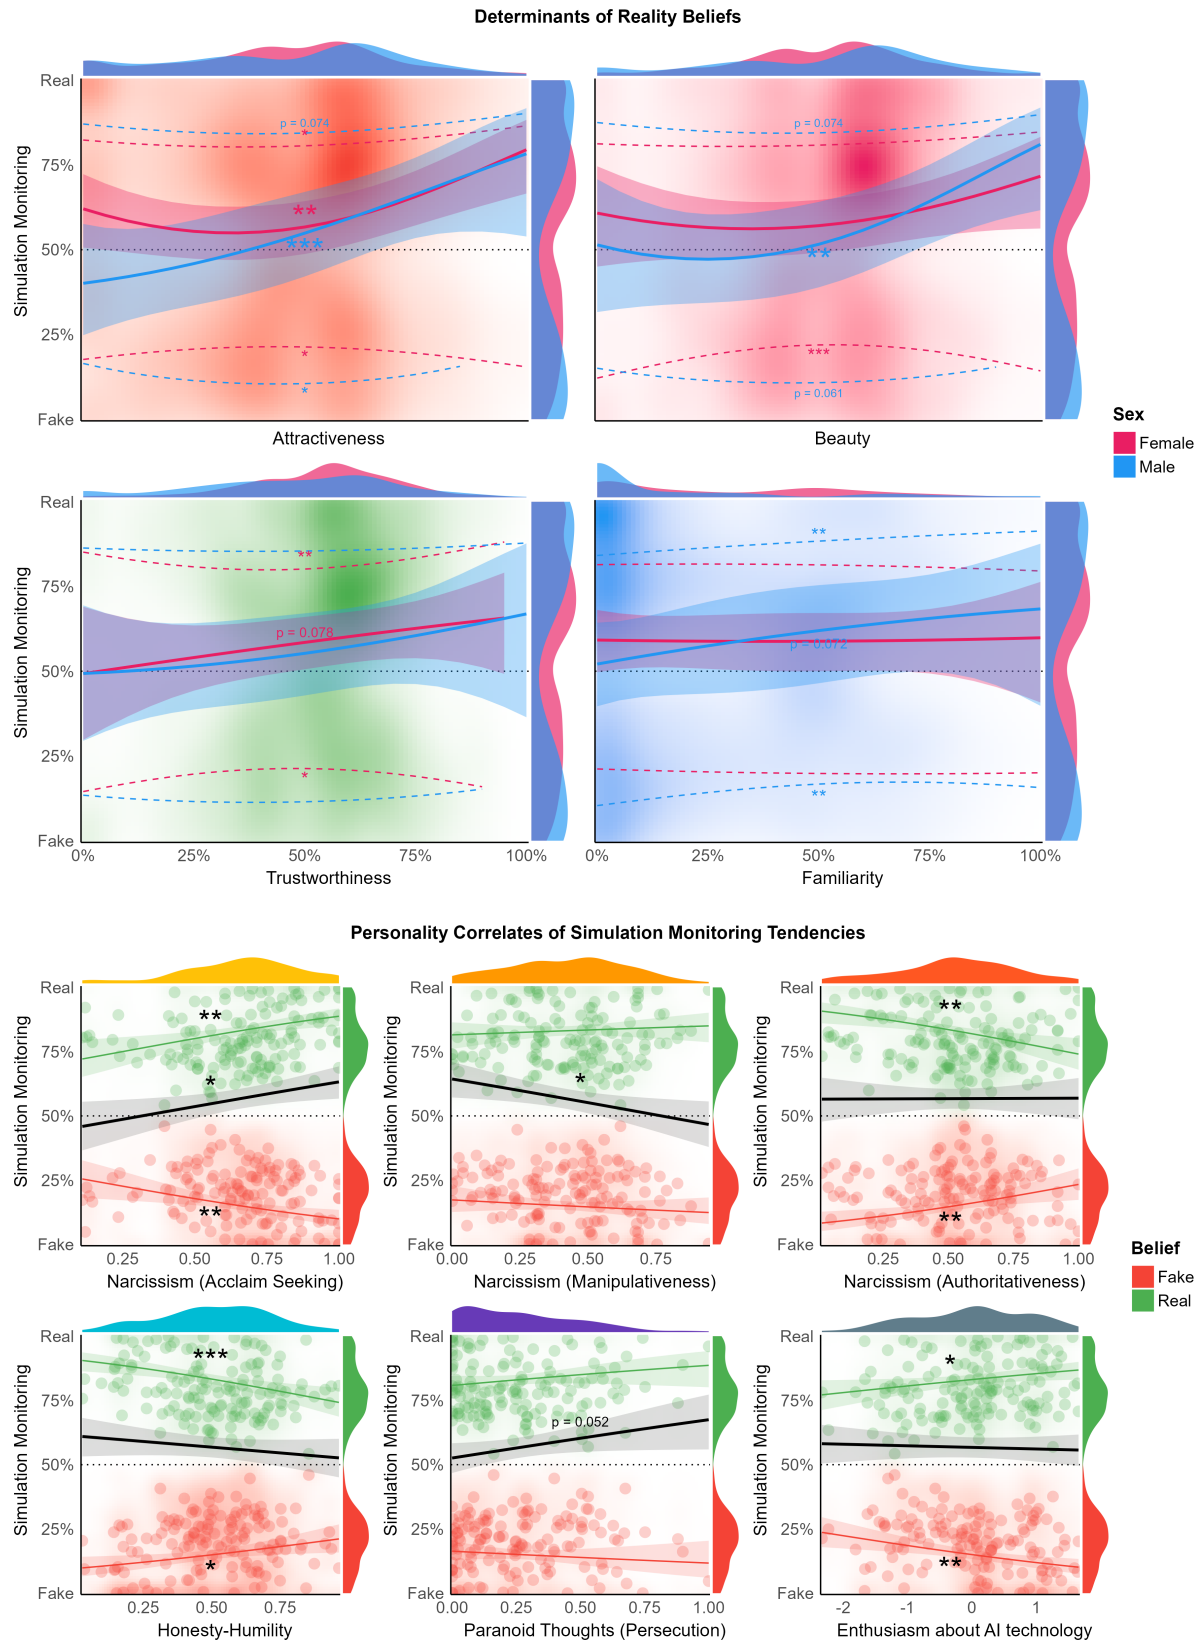 Determinants of Reality Beliefs
Real
75%
50%
25%
Fake
Simulation Monitoring
p = 0.074
*
**
***
*
*
Attractiveness
p = 0.074
**
***
p = 0.061
Beauty
Sex
Female
Male
Real
75%
50%
25%
Fake
Simulation Monitoring
**
p = 0.078
*
0% 25% 50% 75% 100%
Trustworthiness
**
p = 0.072
**
0% 25% 50% 75% 100%
Familiarity
Personality Correlates of Simulation Monitoring Tendencies
Real
75%
50%
25%
Fake
Simulation Monitoring
**
*
**
0.25 0.50 0.75 1.00
Narcissism (Acclaim Seeking)
Real
75%
50%
25%
Fake
Simulation Monitoring
*
0.00 0.25 0.50 0.75
Narcissism (Manipulativeness)
Real
75%
50%
25%
Fake
Simulation Monitoring
**
**
0.25 0.50 0.75 1.00
Narcissism (Authoritativeness)
Belief
Fake
Real
Real
75%
50%
25%
Fake
Simulation Monitoring
***
*
0.25 0.50 0.75
Honesty-Humility
Real
75%
50%
25%
Fake
Simulation Monitoring
p = 0.052
0.00 0.25 0.50 0.75 1.00
Paranoid Thoughts (Persecution)
Real
75%
50%
25%
Fake
Simulation Monitoring
*
**
-2 -1 0 1
Enthusiasm about AI technology